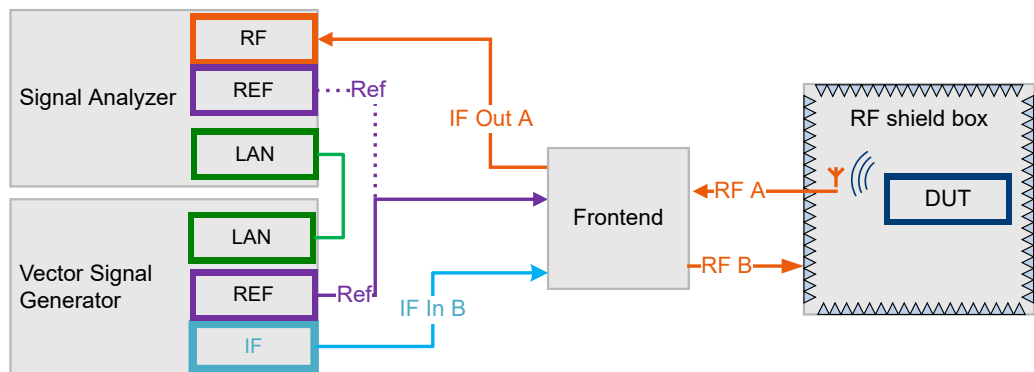 RF
Signal Analyzer
REF
Ref
LAN
IF Out A
RF shield box
RF A
DUT
Frontend
LAN
Vector Signal
Generator
REF
Ref
IF In B
RF B
IF